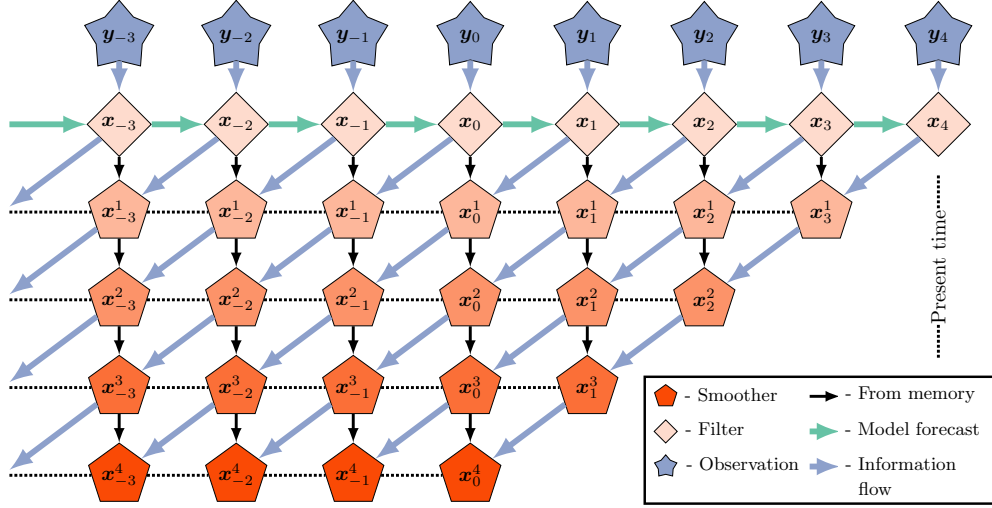 y₋₃ y₋₂ y₋₁ y₀ y₁ y₂ y₃ y₄
x₋₃ x₋₂ x₋₁ x₀ x₁ x₂ x₃ x₄
x¹₋₃ x¹₋₂ x¹₋₁ x¹₀ x¹₁ x¹₂ x¹₃
x²₋₃ x²₋₂ x²₋₁ x²₀ x²₁ x²₂
x³₋₃ x³₋₂ x³₋₁ x³₀ x³₁
x⁴₋₃ x⁴₋₂ x⁴₋₁ x⁴₀
Present time
- Smoother
- From memory
- Filter
- Model forecast
- Observation
- Information
flow